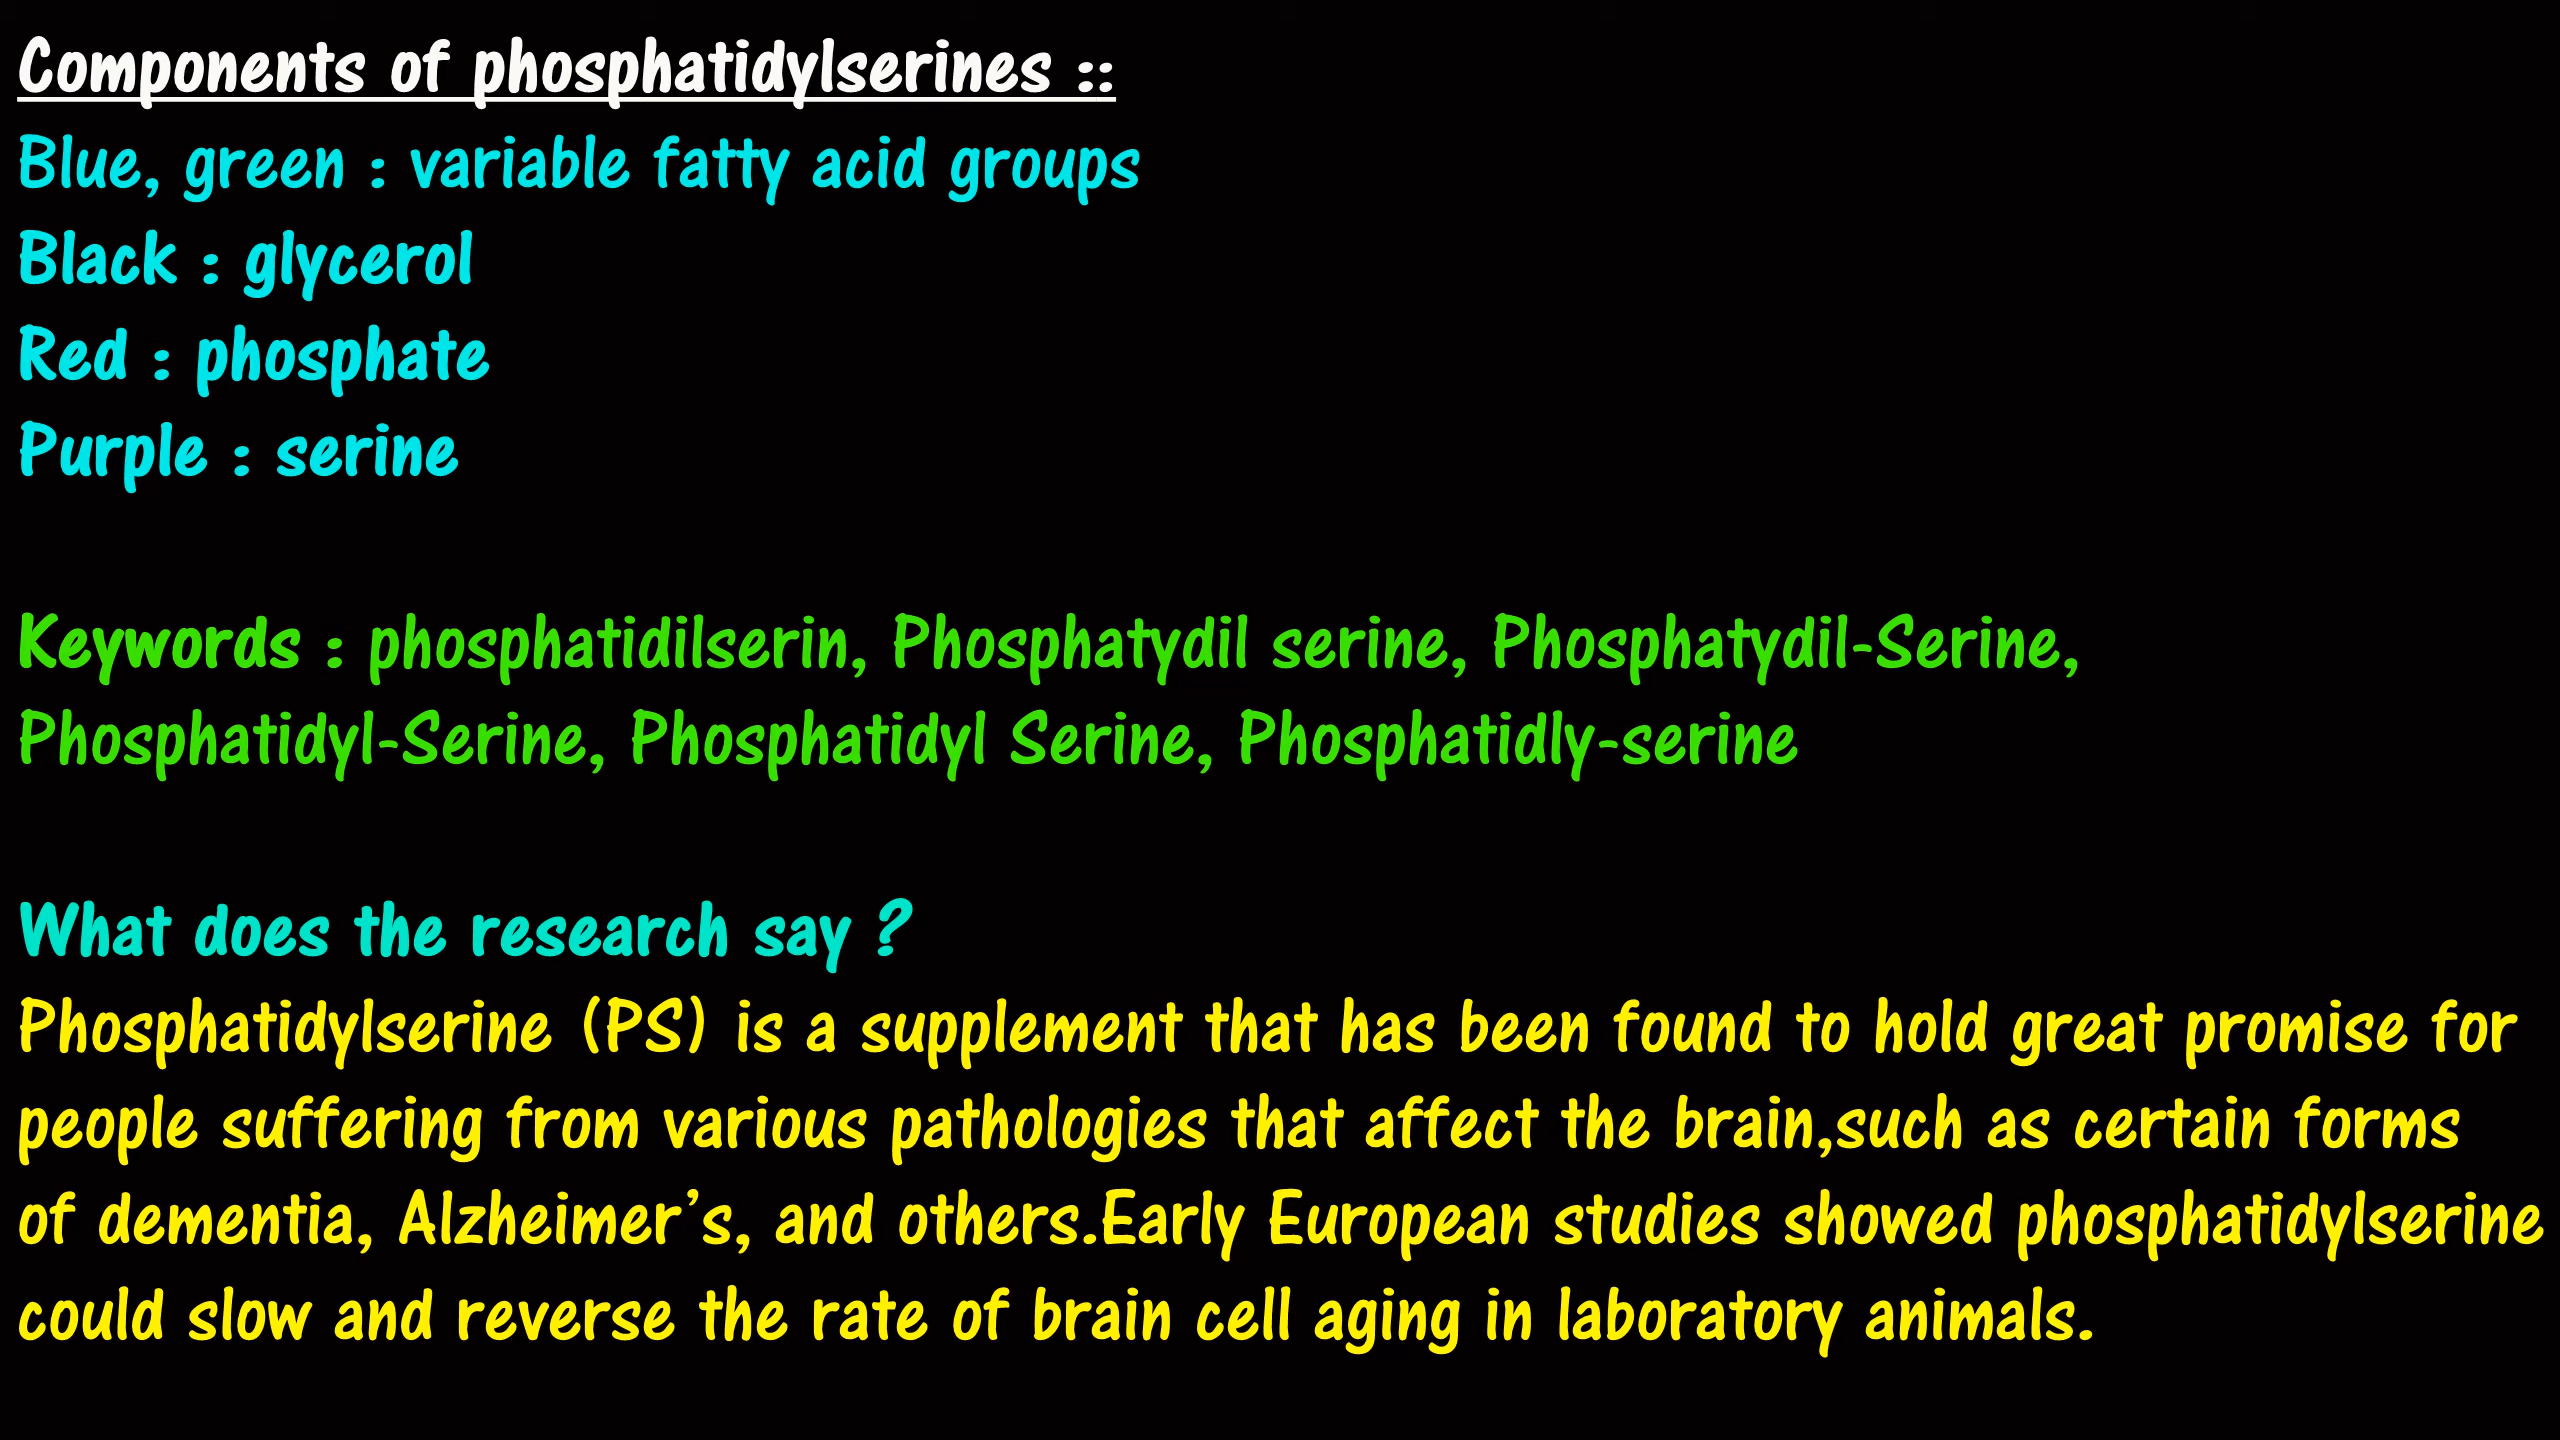 Components of phosphatidylserines ::
Blue, green : variable fatty acid groups
Black : glycerol
Red : phosphate
Purple : serine
Keywords : phosphatidilserin, Phosphatydil serine, Phosphatydil-Serine,
Phosphatidyl-Serine, Phosphatidyl Serine, Phosphatidly-serine
What does the research say ?
Phosphatidylserine (PS) is a supplement that has been found to hold great promise for
people suffering from various pathologies that affect the brain,such as certain forms
of dementia, Alzheimer’s, and others.Early European studies showed phosphatidylserine
could slow and reverse the rate of brain cell aging in laboratory animals.